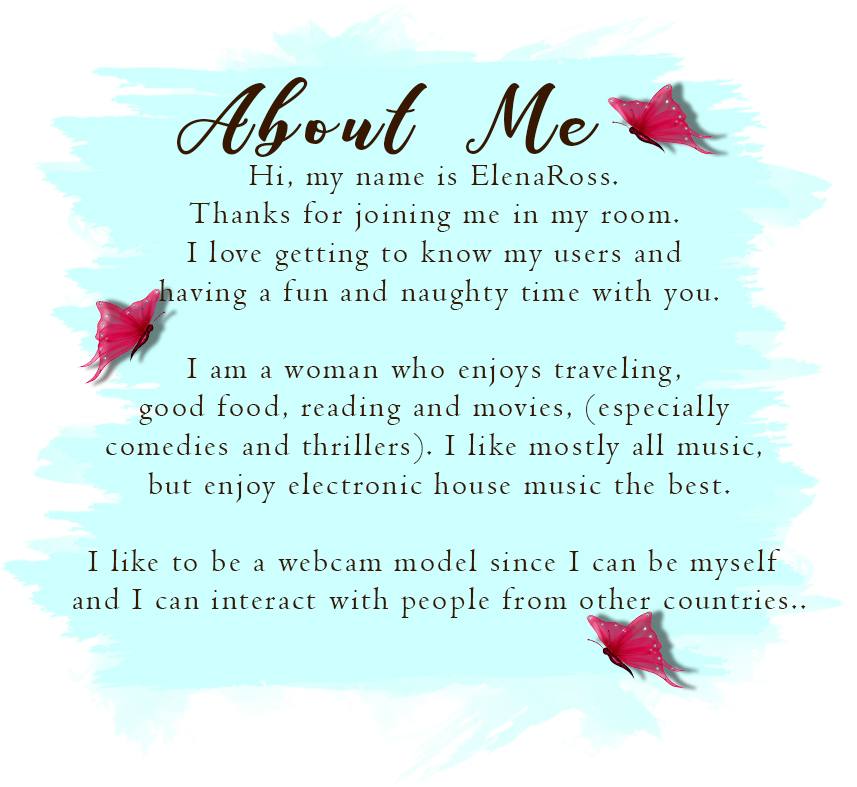 About Me
Hi, my name is ElenaRoss.
Thanks for joining me in my room.
I love getting to know my users and
having a fun and naughty time with you.
I am a woman who enjoys traveling,
good food, reading and movies, (especially
comedies and thrillers). I like mostly all music,
but enjoy electronic house music the best.
I like to be a webcam model since I can be myself
and I can interact with people from other countries..